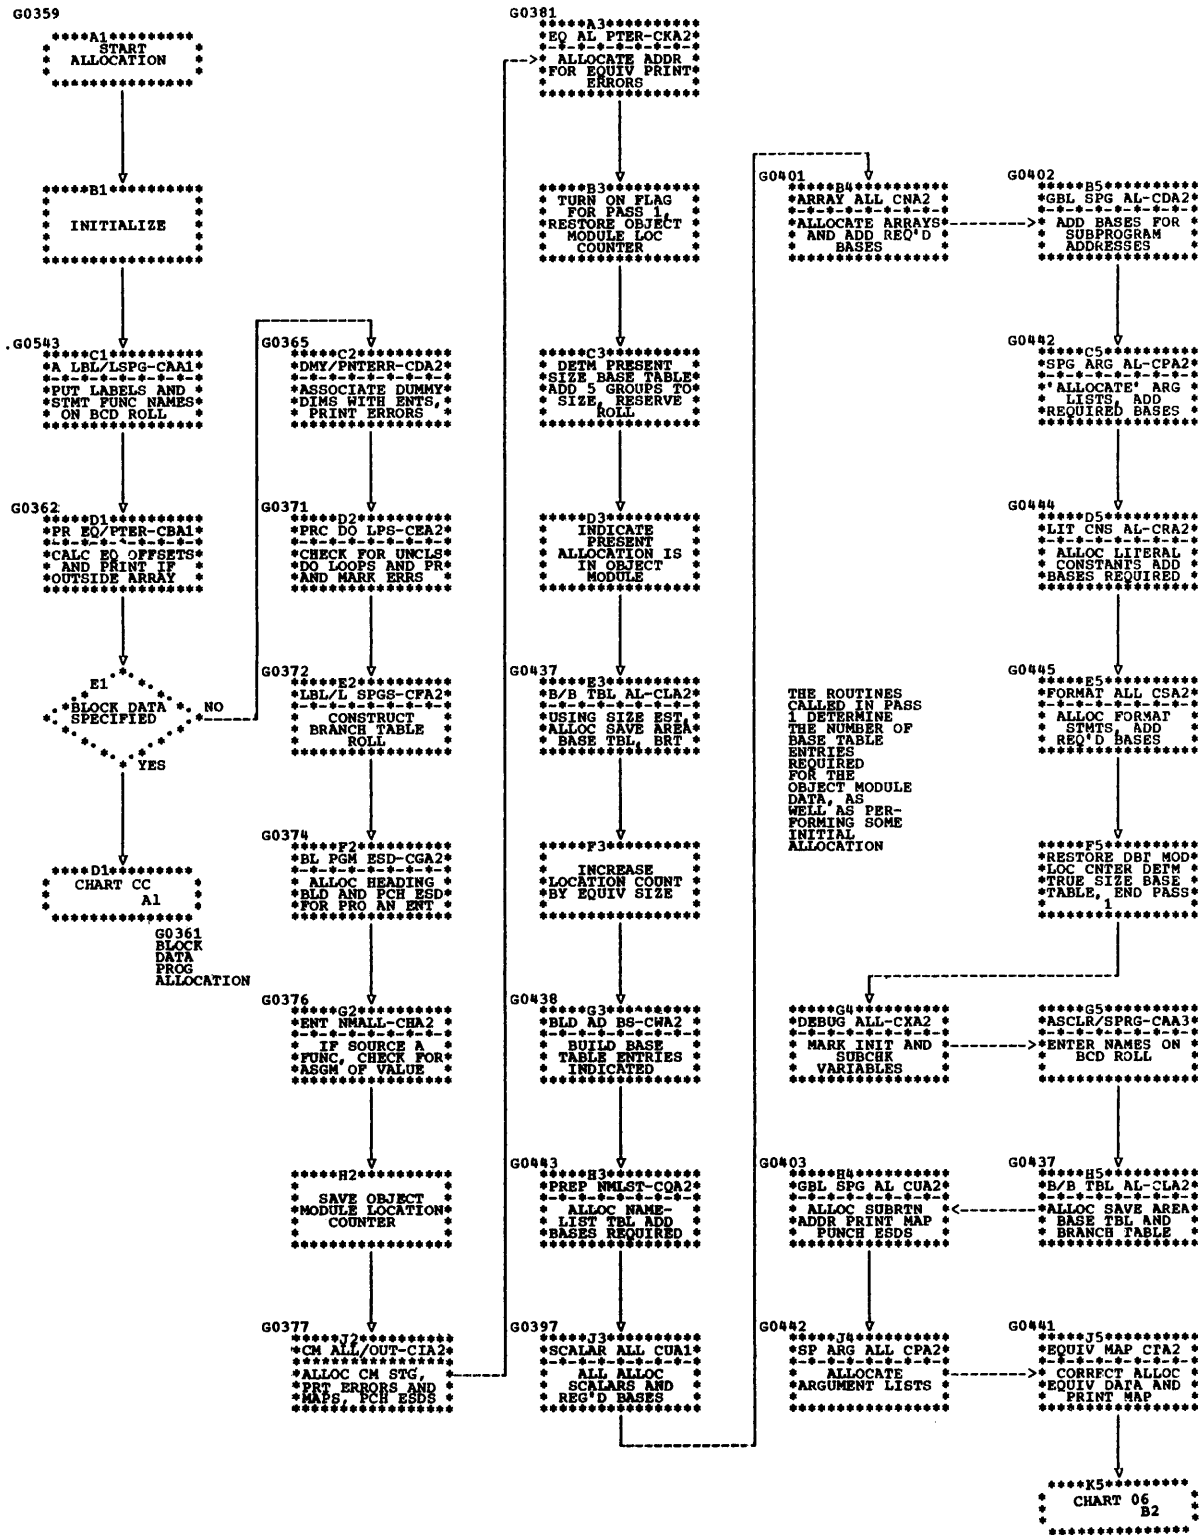 G0359
*****A1**********
START
ALLOCATION
*****B1**********
INITIALIZE
.G0543
*****C1**********
*A LBL/LSPG-CAA1*
*-*-*-*-*-*-*-*-*
*PUT LABELS AND *
*STMT FUNC NAMES*
* ON BCD ROLL *
G0362
*****D1**********
*PR EQ/PTER-CBA1*
*-*-*-*-*-*-*-*-*
*CALC EQ OFFSETS*
* AND PRINT IF *
*OUTSIDE ARRAY *
E1
BLOCK DATA
SPECIFIED
NO
YES
*****D1**********
CHART CC
A1
G0361
BLOCK
DATA
PROG
ALLOCATION
G0365
*****C2**********
*DMY/PNTERR-CDA2*
*-*-*-*-*-*-*-*-*
*ASSOCIATE DUMMY*
*DIMS WITH ENTS,*
* PRINT ERRORS *
G0371
*****D2**********
*PRC DO LPS-CEA2*
*-*-*-*-*-*-*-*-*
*CHECK FOR UNCLS*
*DO LOOPS AND PR*
*AND MARK ERRS *
G0372
*****E2**********
*LBL/L SPGS-CFA2*
*-*-*-*-*-*-*-*-*
* CONSTRUCT *
* BRANCH TABLE *
* ROLL *
G0374
*****F2**********
*BL PGM ESD-CGA2*
*-*-*-*-*-*-*-*-*
* ALLOC HEADING *
*BLD AND PCH ESD*
*FOR PRO AN ENT *
G0376
*****G2**********
*ENT NMALL-CHA2*
*-*-*-*-*-*-*-*-*
* IF SOURCE A *
*FUNC, CHECK FOR*
*ASGM OF VALUE *
*****H2**********
* SAVE OBJECT *
*MODULE LOCATION*
* COUNTER *
G0377
*****J2**********
*CM ALL/OUT-CIA2*
*****************
*ALLOC CM STG, *
*PRT ERRORS AND *
*MAPS, PCH ESDS *
G0381
*****A3**********
*EQ AL PTER-CKA2*
*-*-*-*-*-*-*-*-*
* ALLOCATE ADDR *
*FOR EQUIV PRINT*
* ERRORS *
*****B3**********
* TURN ON FLAG *
* FOR PASS 1, *
*RESTORE OBJECT *
* MODULE LOC *
* COUNTER *
*****C3**********
* DETM PRESENT *
*SIZE BASE TABLE*
*ADD 5 GROUPS TO*
* SIZE, RESERVE *
* ROLL *
*****D3**********
* INDICATE *
* PRESENT *
*ALLOCATION IS *
* IN OBJECT *
* MODULE *
G0437
*****E3**********
*B/B TBL AL-CLA2*
*-*-*-*-*-*-*-*-*
*USING SIZE EST,*
*ALLOC SAVE AREA*
*BASE TBL, BRT *
*****F3**********
* INCREASE *
*LOCATION COUNT *
*BY EQUIV SIZE *
G0438
*****G3**********
*BLD AD BS-CWA2*
*-*-*-*-*-*-*-*-*
* BUILD BASE *
* TABLE ENTRIES *
* INDICATED *
G0443
*****H3**********
*PREP NMLST-CQA2*
*-*-*-*-*-*-*-*-*
* ALLOC NAME- *
* LIST TBL ADD *
*BASES REQUIRED *
G0397
*****J3**********
*SCALAR ALL CUA1*
*-*-*-*-*-*-*-*-*
* ALL ALLOC *
* SCALARS AND *
* REG'D BASES *
G0401
*****B4**********
*ARRAY ALL CNA2*
*-*-*-*-*-*-*-*-*
*ALLOCATE ARRAYS*
* AND ADD REQ'D *
* BASES *
THE ROUTINES
CALLED IN PASS
1 DETERMINE
THE NUMBER OF
BASE TABLE
ENTRIES
REQUIRED
FOR THE
OBJECT MODULE
DATA, AS
WELL AS PER-
FORMING SOME
INITIAL
ALLOCATION
*****G4**********
*DEBUG ALL-CXA2*
*-*-*-*-*-*-*-*-*
* MARK INIT AND *
* SUBCHK *
* VARIABLES *
G0403
*****H4**********
*GBL SPG AL CUA2*
*-*-*-*-*-*-*-*-*
* ALLOC SUBRTN *
*ADDR PRINT MAP *
* PUNCH ESDS *
G0442
*****J4**********
*SP ARG ALL CPA2*
*-*-*-*-*-*-*-*-*
* ALLOCATE *
*ARGUMENT LISTS *
G0402
*****B5**********
*GBL SPG AL-CDA2*
*-*-*-*-*-*-*-*-*
* ADD BASES FOR *
* SUBPROGRAM *
* ADDRESSES *
G0442
*****C5**********
*SPG ARG AL-CPA2*
*-*-*-*-*-*-*-*-*
*'ALLOCATE' ARG *
* LISTS, ADD *
*REQUIRED BASES *
G0444
*****D5**********
*LIT CNS AL-CRA2*
*-*-*-*-*-*-*-*-*
* ALLOC LITERAL *
* CONSTANTS ADD *
*BASES REQUIRED *
G0445
*****E5**********
*FORMAT ALL CSA2*
*-*-*-*-*-*-*-*-*
* ALLOC FORMAT *
* STMTS, ADD *
* REQ'D BASES *
*****F5**********
*RESTORE DBT MOD*
*LOC CNTER DETM *
*TRUE SIZE BASE *
*TABLE, END PASS*
* 1 *
*****G5**********
*ASCLR/SPRG-CAA3*
*-*-*-*-*-*-*-*-*
*ENTER NAMES ON *
* BCD ROLL *
G0437
*****H5**********
*B/B TBL AL-CLA2*
*-*-*-*-*-*-*-*-*
*ALLOC SAVE AREA*
* BASE TBL AND *
* BRANCH TABLE *
G0441
*****J5**********
*EQUIV MAP CTA2*
*-*-*-*-*-*-*-*-*
* CORRECT ALLOC *
*EQUIV DATA AND *
* PRINT MAP *
*****K5**********
CHART 06
B2